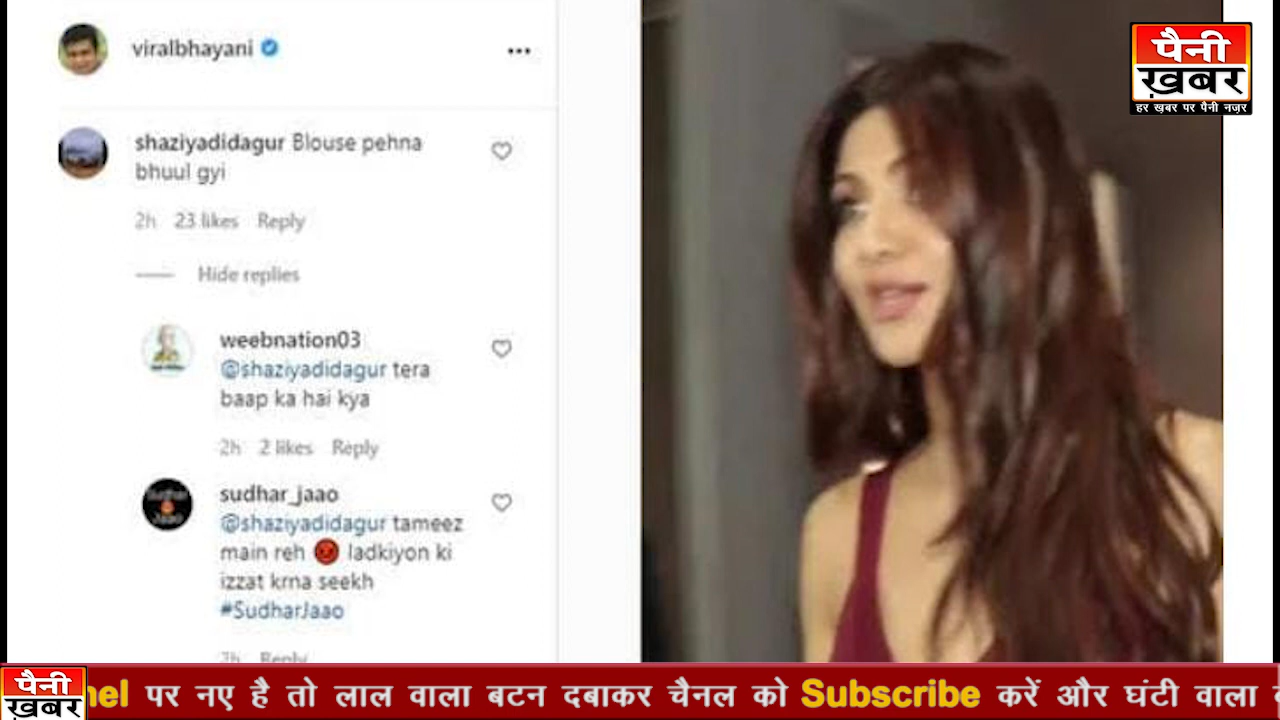 viralbhayani
shaziyadidagur Blouse pehna
bhuul gyi
2h 23 likes Reply
Hide replies
weebnation03
@shaziyadidagur tera
baap ka hai kya
2h 2 likes Reply
sudhar_jaao
@shaziyadidagur tameez
main reh 😡 ladkiyon ki
izzat krna seekh
#SudharJaao
2h Reply
पैनी
ख़बर
हर ख़बर पर पैनी नज़र
पैनी
ख़बर
nel पर नए है तो लाल वाला बटन दबाकर चैनल को Subscribe करें और घंटी वाला